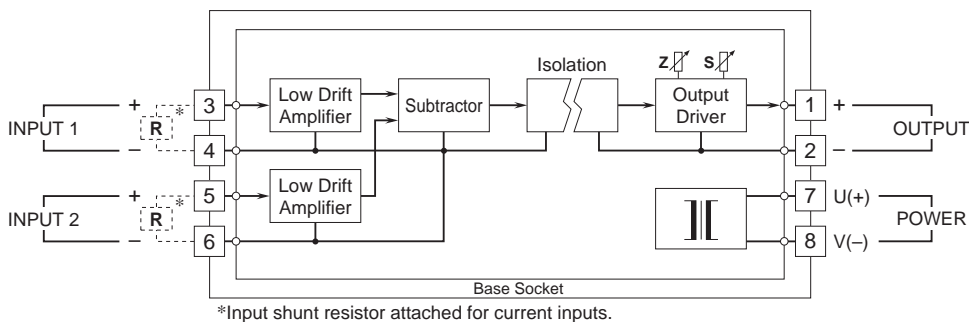 Isolation
Z S
+ 3 Low Drift Amplifier Subtractor Output Driver 1 +
INPUT 1 R * OUTPUT
– 4 2 –
+ 5 Low Drift Amplifier 7 U(+)
INPUT 2 R * POWER
– 6 8 V(–)
Base Socket
*Input shunt resistor attached for current inputs.